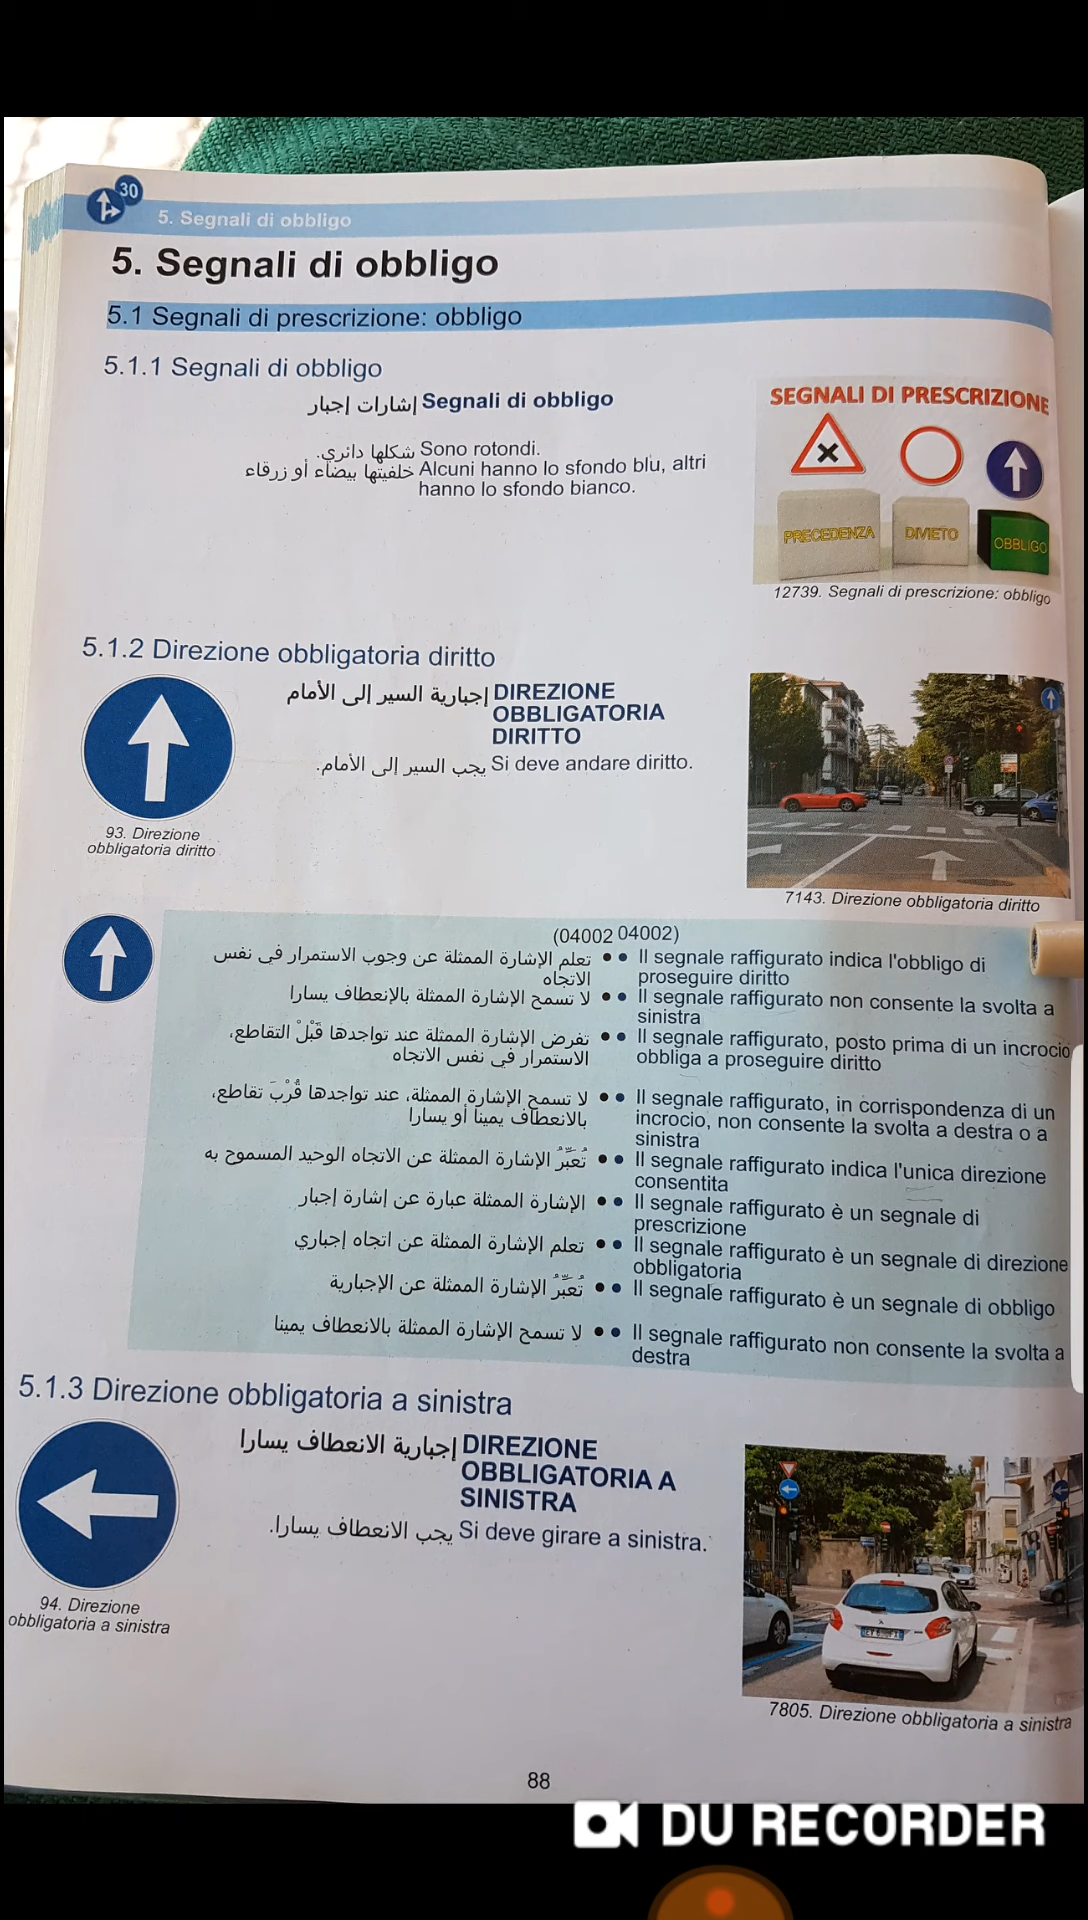 30
5. Segnali di obbligo
5. Segnali di obbligo
5.1 Segnali di prescrizione: obbligo
5.1.1 Segnali di obbligo
إشارات إجبار Segnali di obbligo
شكلها دائري. Sono rotondi.
خلفيتها بيضاء أو زرقاء Alcuni hanno lo sfondo blu, altri
hanno lo sfondo bianco.
SEGNALI DI PRESCRIZIONE
PRECEDENZA
DIVIETO
OBBLIGO
12739. Segnali di prescrizione: obbligo
5.1.2 Direzione obbligatoria diritto
إجبارية السير إلى الأمام DIREZIONE
OBBLIGATORIA
DIRITTO
يجب السير إلى الأمام. Si deve andare diritto.
93. Direzione
obbligatoria diritto
7143. Direzione obbligatoria diritto
(04002 04002)
تعلم الإشارة الممثلة عن وجوب الاستمرار في نفس • • Il segnale raffigurato indica l'obbligo di
الاتجاه proseguire diritto
لا تسمح الإشارة الممثلة بالإنعطاف يسارا • • Il segnale raffigurato non consente la svolta a
sinistra
تفرض الإشارة الممثلة عند تواجدها قَبْلْ التقاطع، • • Il segnale raffigurato, posto prima di un incrocio
الاستمرار في نفس الاتجاه obbliga a proseguire diritto
لا تسمح الإشارة الممثلة، عند تواجدها قُرْبَ تقاطع، • • Il segnale raffigurato, in corrispondenza di un
بالانعطاف يمينا أو يسارا incrocio, non consente la svolta a destra o a
sinistra
تُعَبِّرُ الإشارة الممثلة عن الاتجاه الوحيد المسموح به • • Il segnale raffigurato indica l'unica direzione
consentita
الإشارة الممثلة عبارة عن إشارة إجبار • • Il segnale raffigurato è un segnale di
prescrizione
تعلم الإشارة الممثلة عن اتجاه إجباري • • Il segnale raffigurato è un segnale di direzione
obbligatoria
تُعَبِّرُ الإشارة الممثلة عن الإجبارية • • Il segnale raffigurato è un segnale di obbligo
لا تسمح الإشارة الممثلة بالانعطاف يمينا • • Il segnale raffigurato non consente la svolta a
destra
5.1.3 Direzione obbligatoria a sinistra
إجبارية الانعطاف يسارا DIREZIONE
OBBLIGATORIA A
SINISTRA
يجب الانعطاف يسارا. Si deve girare a sinistra.
94. Direzione
obbligatoria a sinistra
7805. Direzione obbligatoria a sinistra
88
DU RECORDER